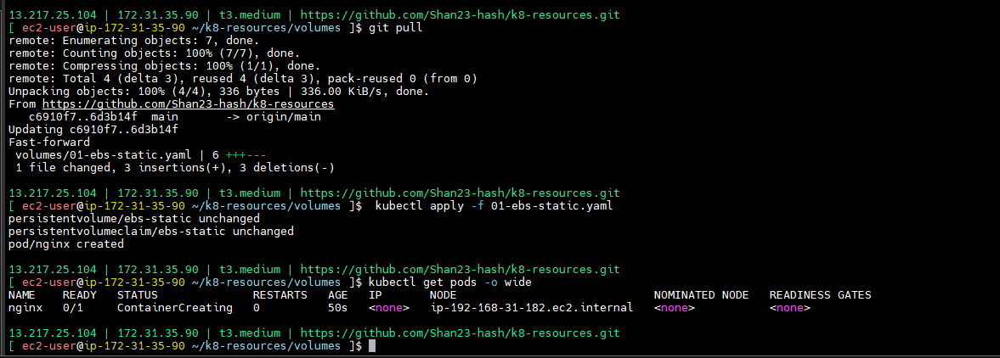 13.217.25.104 | 172.31.35.90 | t3.medium | https://github.com/Shan23-hash/k8-resources.git
[ ec2-user@ip-172-31-35-90 ~/k8-resources/volumes ]$ git pull
remote: Enumerating objects: 7, done.
remote: Counting objects: 100% (7/7), done.
remote: Compressing objects: 100% (1/1), done.
remote: Total 4 (delta 3), reused 4 (delta 3), pack-reused 0 (from 0)
Unpacking objects: 100% (4/4), 336 bytes | 336.00 KiB/s, done.
From https://github.com/Shan23-hash/k8-resources
   c6910f7..6d3b14f  main       -> origin/main
Updating c6910f7..6d3b14f
Fast-forward
 volumes/01-ebs-static.yaml | 6 +++---
 1 file changed, 3 insertions(+), 3 deletions(-)
13.217.25.104 | 172.31.35.90 | t3.medium | https://github.com/Shan23-hash/k8-resources.git
[ ec2-user@ip-172-31-35-90 ~/k8-resources/volumes ]$  kubectl apply -f 01-ebs-static.yaml
persistentvolume/ebs-static unchanged
persistentvolumeclaim/ebs-static unchanged
pod/nginx created
13.217.25.104 | 172.31.35.90 | t3.medium | https://github.com/Shan23-hash/k8-resources.git
[ ec2-user@ip-172-31-35-90 ~/k8-resources/volumes ]$ kubectl get pods -o wide
NAME    READY   STATUS              RESTARTS   AGE   IP       NODE                             NOMINATED NODE   READINESS GATES
nginx   0/1     ContainerCreating   0          50s   <none>   ip-192-168-31-182.ec2.internal   <none>           <none>
13.217.25.104 | 172.31.35.90 | t3.medium | https://github.com/Shan23-hash/k8-resources.git
[ ec2-user@ip-172-31-35-90 ~/k8-resources/volumes ]$